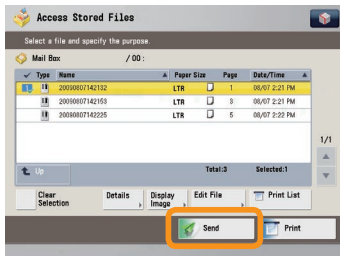 Access Stored Files
Select a file and specify the purpose.
Mail Box / 00 :
Type Name Paper Size Page Date/Time
20090807142132 LTR 1 08/07 2:21 PM
20090807142153 LTR 3 08/07 2:21 PM
20090807142225 LTR 5 08/07 2:22 PM
1/1
Up Total:3 Selected:1
Clear Selection Details Display Image Edit File Print List
Send Print